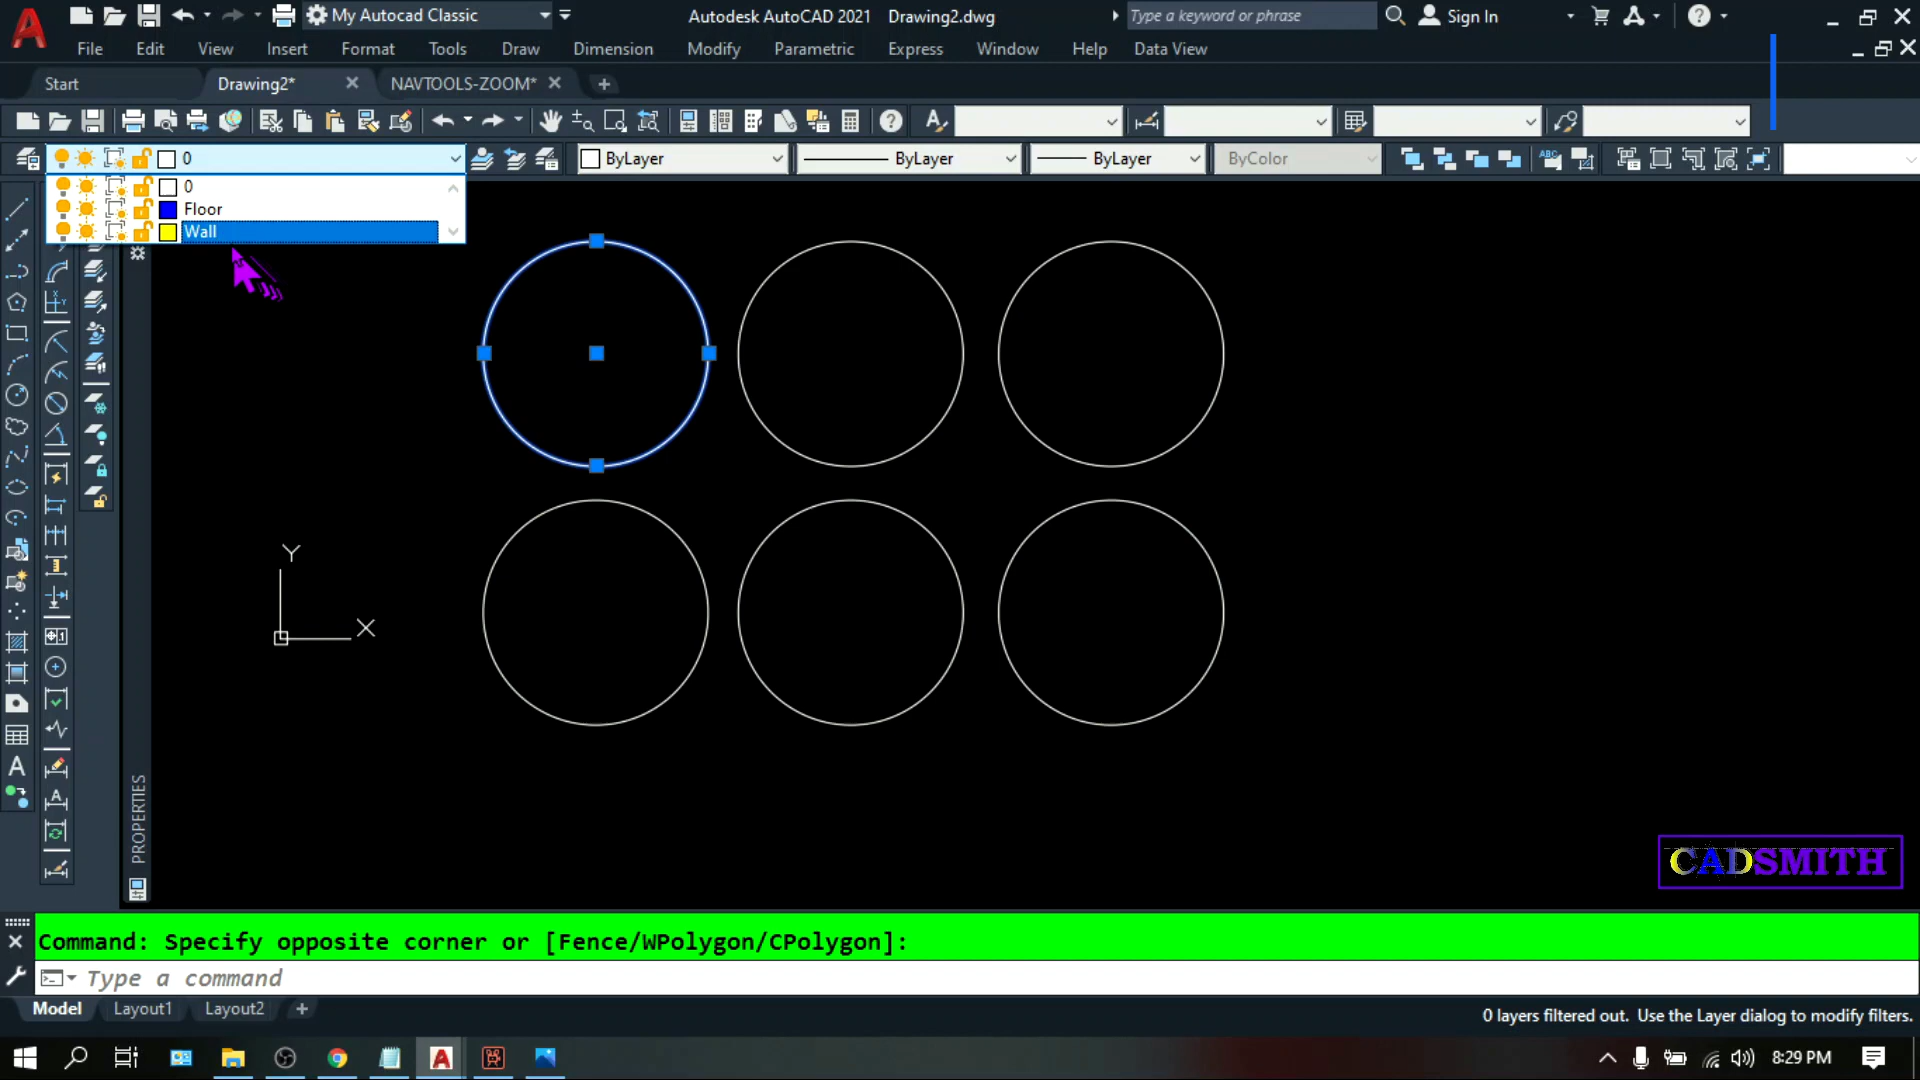 My Autocad Classic
Autodesk AutoCAD 2021 Drawing2.dwg
Type a keyword or phrase
Sign In
File Edit View Insert Format Tools Draw Dimension Modify Parametric Express Window Help Data View
Start
Drawing2*
NAVTOOLS-ZOOM*
0
ByLayer
ByLayer
ByLayer
ByColor
0
Floor
Wall
Y
X
PROPERTIES
CADSMITH
Command: Specify opposite corner or [Fence/WPolygon/CPolygon]:
Type a command
Model Layout1 Layout2
0 layers filtered out. Use the Layer dialog to modify filters.
8:29 PM